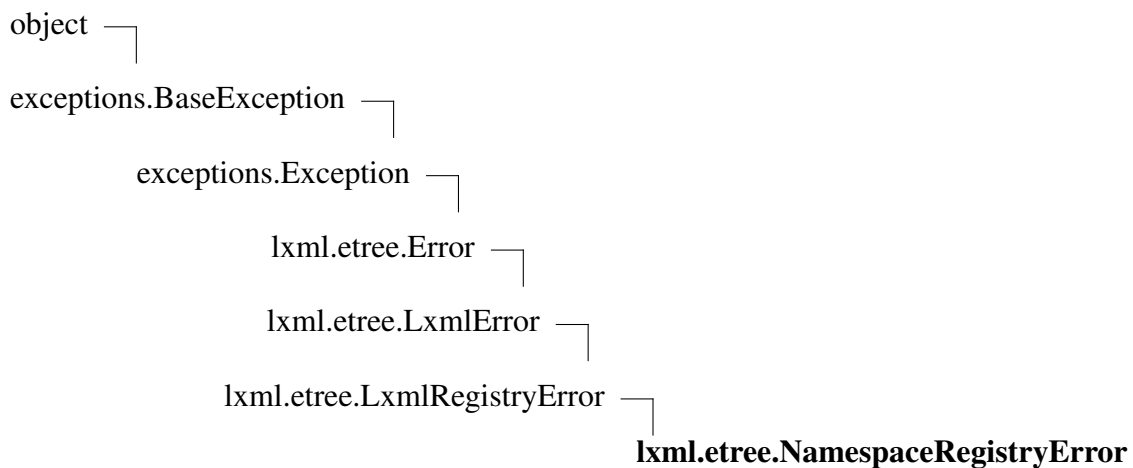 object
exceptions.BaseException
exceptions.Exception
lxml.etree.Error
lxml.etree.LxmlError
lxml.etree.LxmlRegistryError
lxml.etree.NamespaceRegistryError